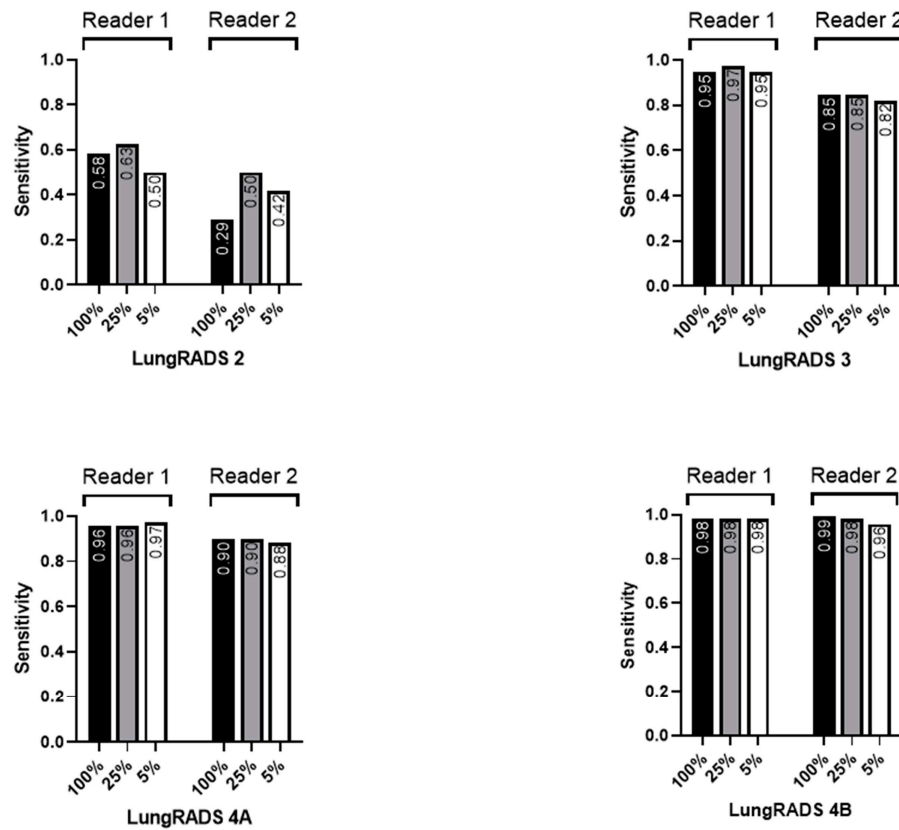 Reader 1 Reader 2
1.0
0.8
0.6
0.4
0.2
0.0
Sensitivity
0.58 0.63 0.50 0.29 0.50 0.42
100% 25% 5% 100% 25% 5%
LungRADS 2
Reader 1 Reader 2
1.0
0.8
0.6
0.4
0.2
0.0
Sensitivity
0.95 0.97 0.95 0.85 0.85 0.82
100% 25% 5% 100% 25% 5%
LungRADS 3
Reader 1 Reader 2
1.0
0.8
0.6
0.4
0.2
0.0
Sensitivity
0.96 0.96 0.97 0.90 0.90 0.88
100% 25% 5% 100% 25% 5%
LungRADS 4A
Reader 1 Reader 2
1.0
0.8
0.6
0.4
0.2
0.0
Sensitivity
0.98 0.98 0.98 0.99 0.98 0.96
100% 25% 5% 100% 25% 5%
LungRADS 4B